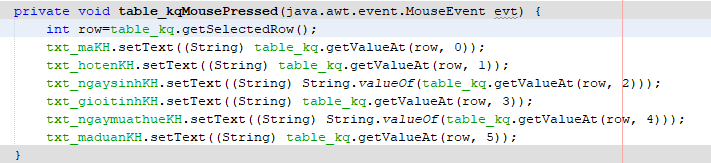 private void table_kqMousePressed(java.awt.event.MouseEvent evt) {
int row=table_kq.getSelectedRow();
txt_maKH.setText((String) table_kq.getValueAt(row, 0));
txt_hotenKH.setText((String) table_kq.getValueAt(row, 1));
txt_ngaysinhKH.setText((String) String.valueOf(table_kq.getValueAt(row, 2)));
txt_gioitinhKH.setText((String) table_kq.getValueAt(row, 3));
txt_ngaymuathueKH.setText((String) String.valueOf(table_kq.getValueAt(row, 4)));
txt_maduanKH.setText((String) table_kq.getValueAt(row, 5));
}